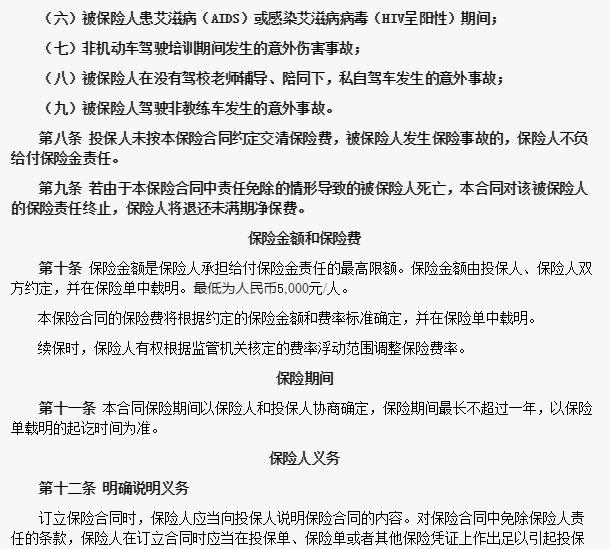 （六）被保险人患艾滋病（AIDS）或感染艾滋病病毒（HIV呈阳性）期间；
（七）非机动车驾驶培训期间发生的意外伤害事故；
（八）被保险人在没有驾校老师辅导、陪同下，私自驾车发生的意外事故；
（九）被保险人驾驶非教练车发生的意外事故。
第八条 投保人未按本保险合同约定交清保险费，被保险人发生保险事故的，保险人不负
给付保险金责任。
第九条 若由于本保险合同中责任免除的情形导致的被保险人死亡，本合同对该被保险人
的保险责任终止，保险人将退还未满期净保费。
保险金额和保险费
第十条 保险金额是保险人承担给付保险金责任的最高限额。保险金额由投保人、保险人双
方约定，并在保险单中载明。最低为人民币5,000元/人。
本保险合同的保险费将根据约定的保险金额和费率标准确定，并在保险单中载明。
续保时，保险人有权根据监管机关核定的费率浮动范围调整保险费率。
保险期间
第十一条 本合同保险期间以保险人和投保人协商确定，保险期间最长不超过一年，以保险
单载明的起讫时间为准。
保险人义务
第十二条 明确说明义务
订立保险合同时，保险人应当向投保人说明保险合同的内容。对保险合同中免除保险人责
任的条款，保险人在订立合同时应当在投保单、保险单或者其他保险凭证上作出足以引起投保